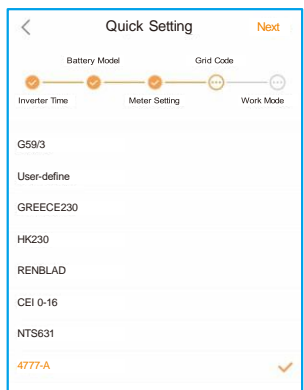 Quick Setting
Next
Battery Model
Grid Code
Inverter Time
Meter Setting
Work Mode
G59/3
User-define
GREECE230
HK230
RENBLAD
CEI 0-16
NTS631
4777-A